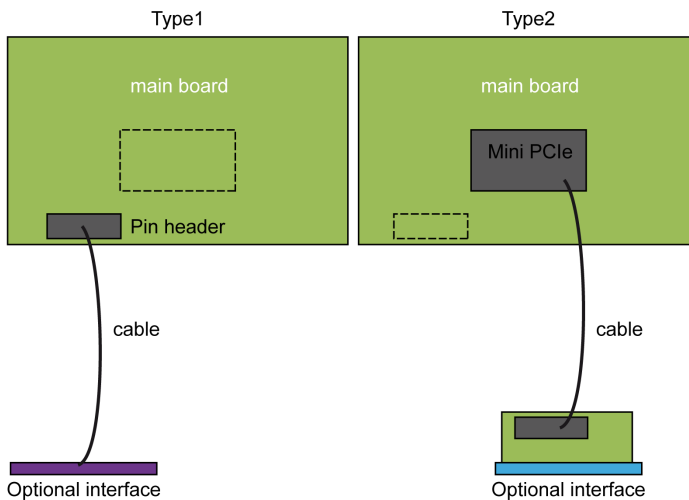 Type1
Type2
main board
main board
Mini PCIe
Pin header
cable
cable
Optional interface
Optional interface